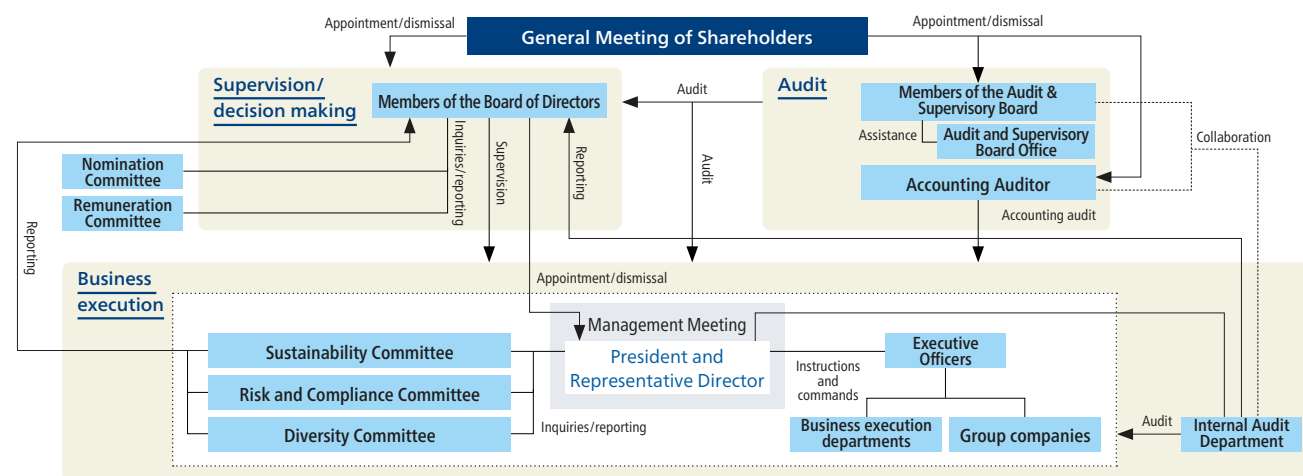 Appointment/dismissal
General Meeting of Shareholders
Appointment/dismissal
Supervision/
decision making
Members of the Board of Directors
Audit
Audit
Members of the Audit &
Supervisory Board
Assistance
Audit and Supervisory
Board Office
Collaboration
Accounting Auditor
Accounting audit
Nomination
Committee
Remuneration
Committee
Inquiries/reporting
Supervision
Reporting
Audit
Reporting
Business
execution
Appointment/dismissal
Management Meeting
President and
Representative Director
Sustainability Committee
Risk and Compliance Committee
Diversity Committee
Inquiries/reporting
Executive
Officers
Instructions
and
commands
Business execution
departments
Group companies
Audit
Internal Audit
Department